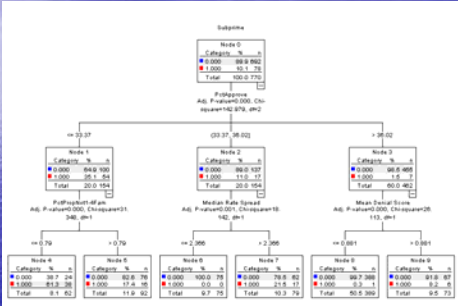 Subprime
Node 0
Category % n
0.000 89.9 692
1.000 10.1 78
Total 100.0 770
PctApprove
Adj. P-value=0.000, Chi-
square=142.879, df=2
<= 33.37
(33.37, 36.02]
> 36.02
Node 1
Category % n
0.000 64.9 100
1.000 35.1 54
Total 20.0 154
Node 2
Category % n
0.000 89.0 137
1.000 11.0 17
Total 20.0 154
Node 3
Category % n
0.000 98.5 455
1.000 1.5 7
Total 60.0 462
Adj. P-value=0.000, Chi-square=31.
348, df=1
Median Rate Spread
Adj. P-value=0.001, Chi-square=18.
142, df=1
Mean Denial Score
Adj. P-value=0.000, Chi-square=26.
113, df=1
<= 0.79
> 0.79
<= 2.366
> 2.366
<= 0.881
> 0.881
Node 4
Category % n
0.000 38.7 24
1.000 61.3 38
Total 8.1 62
Node 5
Category % n
0.000 82.6 76
1.000 17.4 16
Total 11.9 92
Node 6
Category % n
0.000 100.0 75
1.000 0.0 0
Total 9.7 75
Node 7
Category % n
0.000 78.5 62
1.000 21.5 17
Total 10.3 79
Node 8
Category % n
0.000 99.7 388
1.000 0.3 1
Total 50.5 389
Node 9
Category % n
0.000 91.8 67
1.000 8.2 6
Total 9.5 73